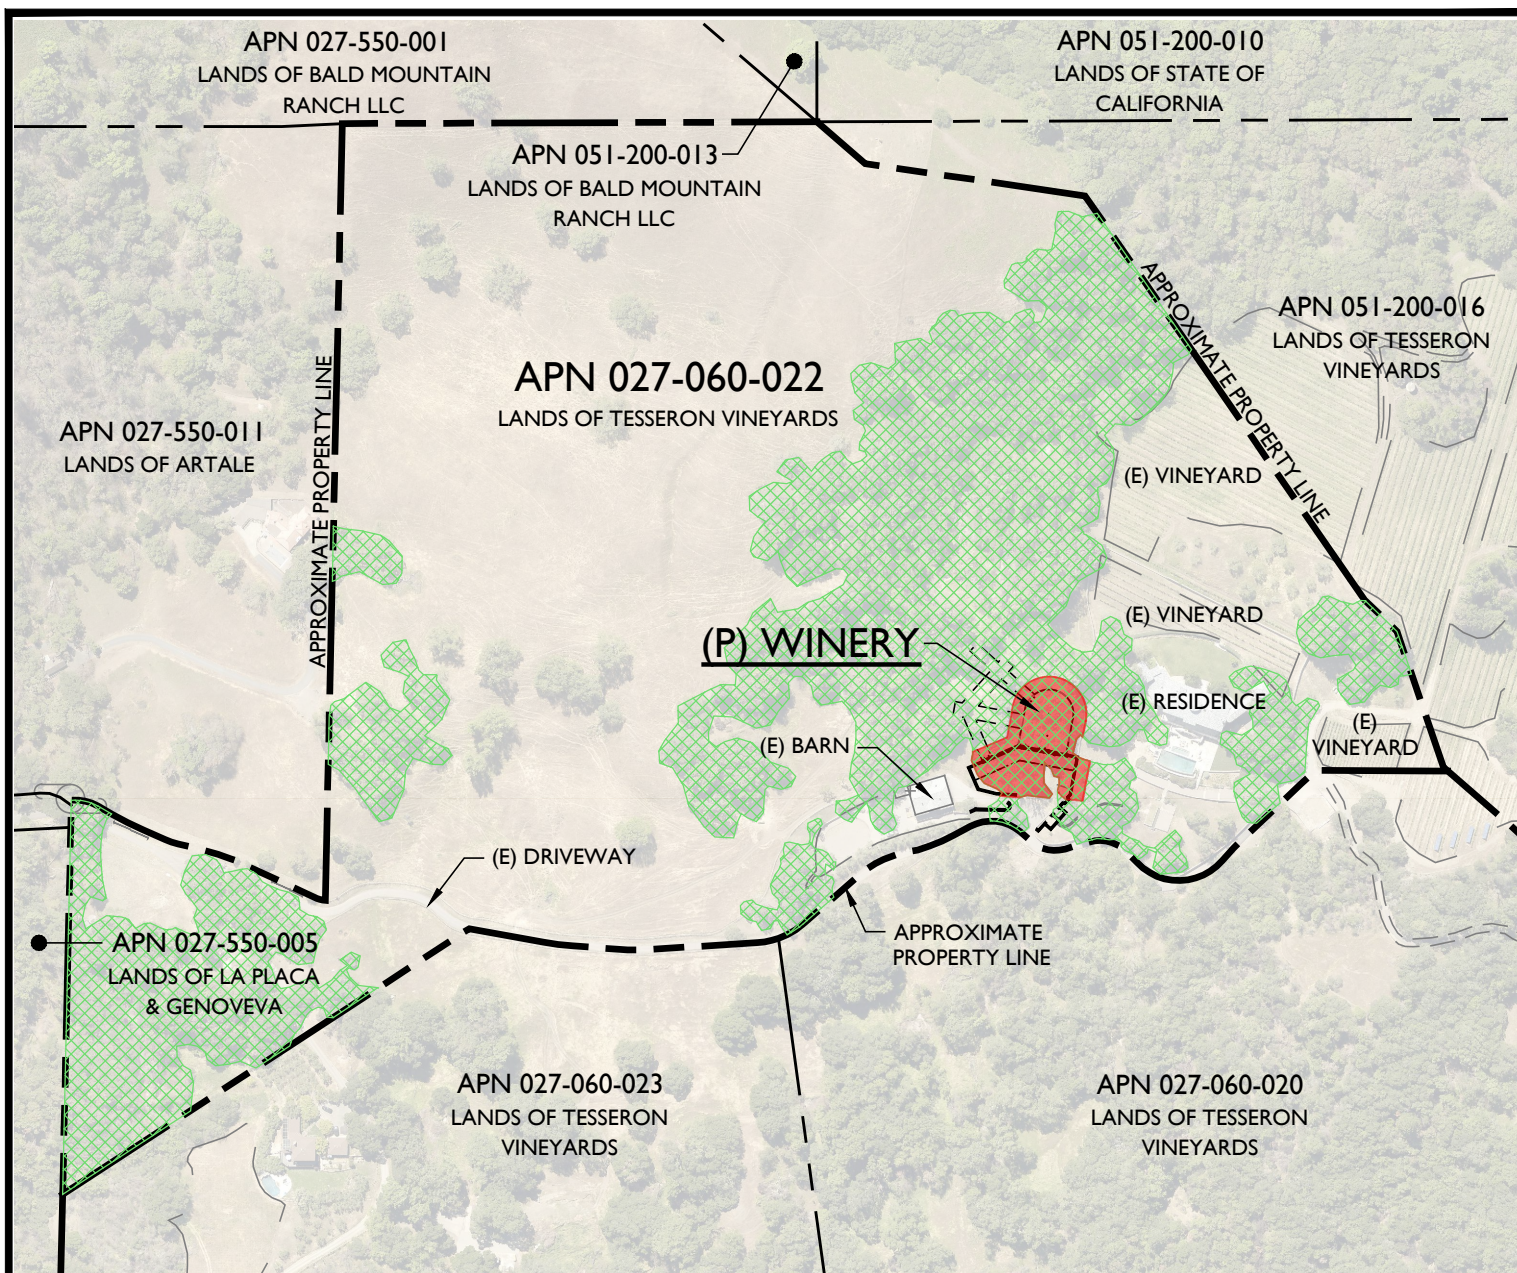 APN 027-550-001
LANDS OF BALD MOUNTAIN
RANCH LLC
APN 051-200-010
LANDS OF STATE OF
CALIFORNIA
APN 051-200-013
LANDS OF BALD MOUNTAIN
RANCH LLC
APN 051-200-016
LANDS OF TESSERON
VINEYARDS
APPROXIMATE PROPERTY LINE
APN 027-060-022
LANDS OF TESSERON VINEYARDS
APN 027-550-011
LANDS OF ARTALE
APPROXIMATE PROPERTY LINE
(E) VINEYARD
(E) VINEYARD
(P) WINERY
(E) RESIDENCE
(E)
VINEYARD
(E) BARN
(E) DRIVEWAY
APPROXIMATE
PROPERTY LINE
APN 027-550-005
LANDS OF LA PLACA
& GENOVEVA
APN 027-060-023
LANDS OF TESSERON
VINEYARDS
APN 027-060-020
LANDS OF TESSERON
VINEYARDS